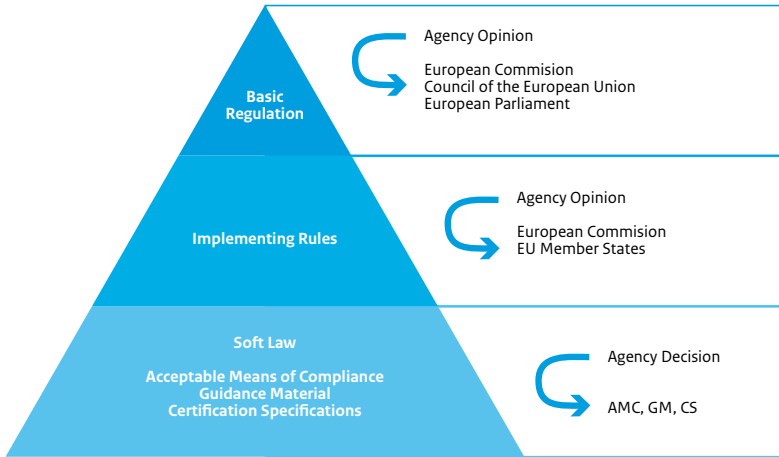 Basic
Regulation
Agency Opinion
European Commision
Council of the European Union
European Parliament
Implementing Rules
Agency Opinion
European Commision
EU Member States
Soft Law
Acceptable Means of Compliance
Guidance Material
Certification Specifications
Agency Decision
AMC, GM, CS